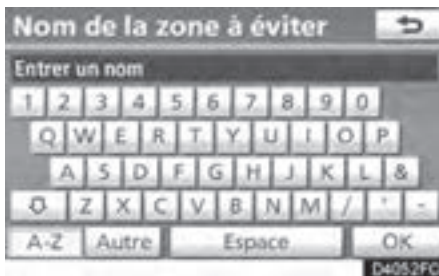 Nom de la zone à éviter
Entrer un nom
1 2 3 4 5 6 7 8 9 0
Q W E R T Y U I O P
A S D F G H J K L &
Z X C V B N M / ' -
A-Z Autre Espace OK
D4052FC